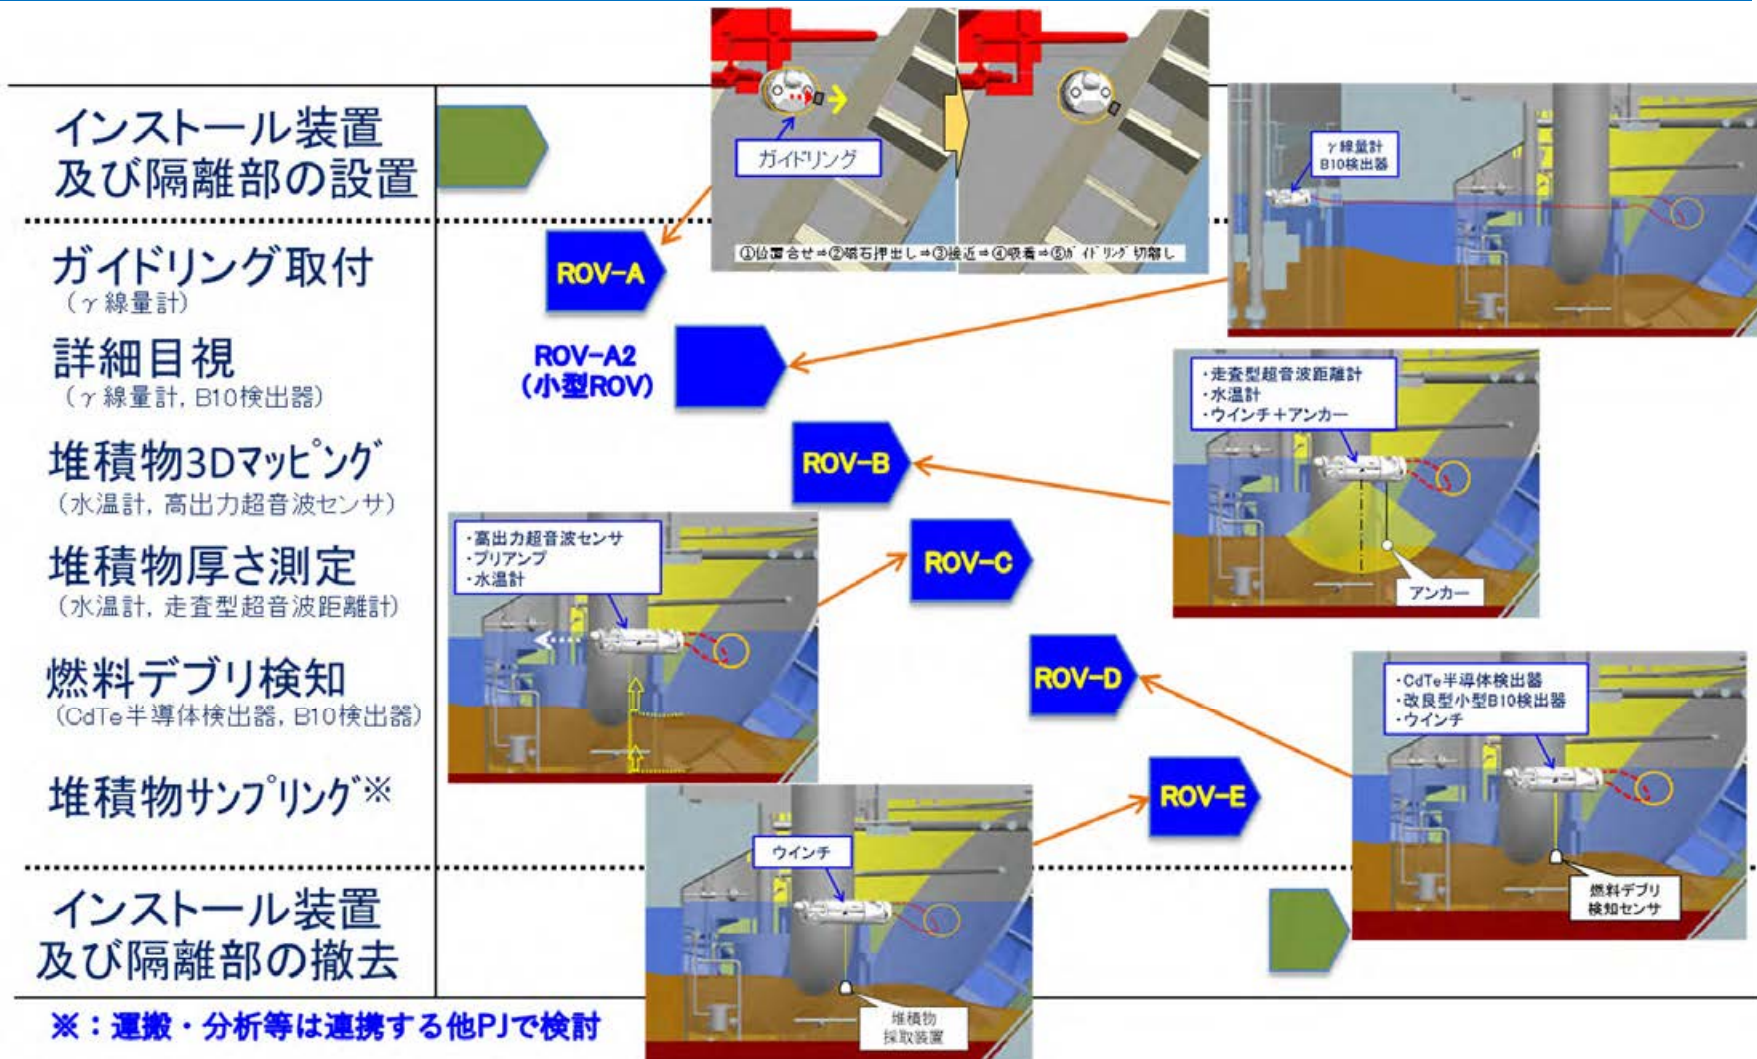 インストール装置
及び隔離部の設置
ガイドリング
①位置合せ⇒②磁石押出し⇒③接近⇒④吸着⇒⑤ガイドリング切離し
γ線量計
B10検出器
ガイドリング取付
(γ線量計)
ROV-A
詳細目視
(γ線量計, B10検出器)
ROV-A2
(小型ROV)
・走査型超音波距離計
・水温計
・ウインチ+アンカー
アンカー
堆積物3Dマッピング
(水温計, 高出力超音波センサ)
ROV-B
・高出力超音波センサ
・プリアンプ
・水温計
堆積物厚さ測定
(水温計, 走査型超音波距離計)
ROV-C
燃料デブリ検知
(CdTe半導体検出器, B10検出器)
ROV-D
・CdTe半導体検出器
・改良型小型B10検出器
・ウインチ
燃料デブリ
検知センサ
堆積物サンプリング※
ROV-E
ウインチ
堆積物
採取装置
インストール装置
及び隔離部の撤去
※：運搬・分析等は連携する他PJで検討